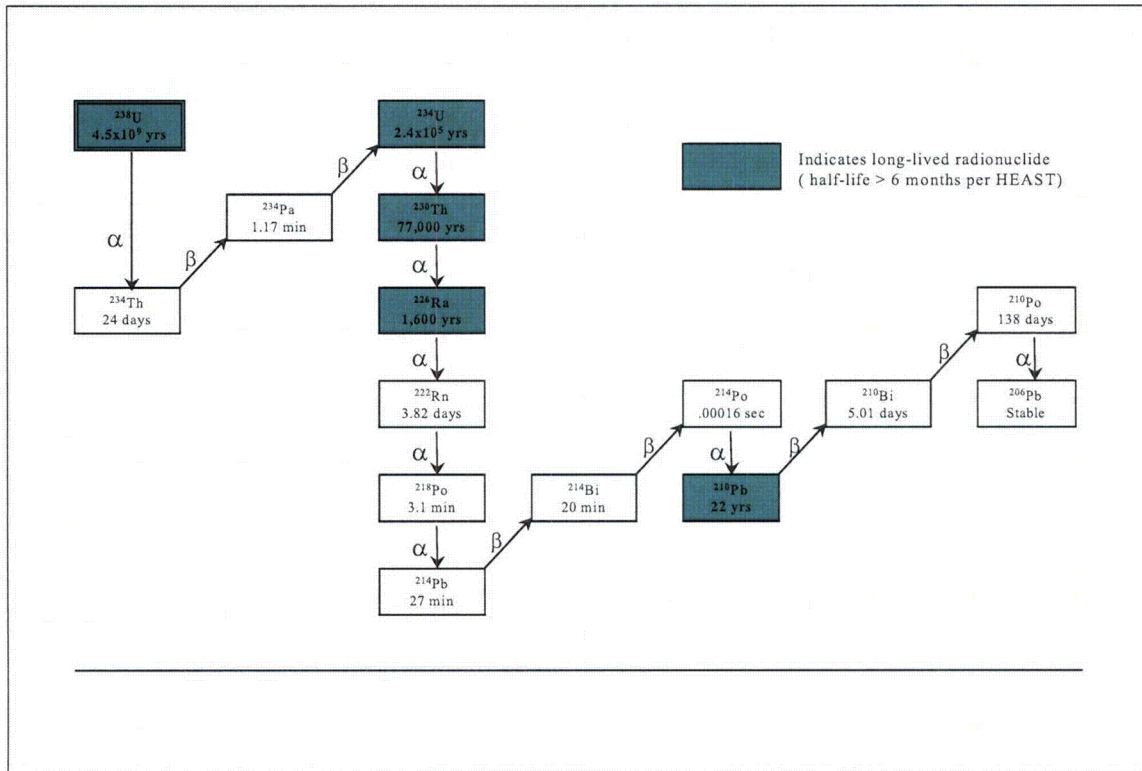 ²³⁸U
4.5x10⁹ yrs
α
²³⁴Th
24 days
β
²³⁴Pa
1.17 min
β
²³⁴U
2.4x10⁵ yrs
α
²³⁰Th
77,000 yrs
α
²²⁶Ra
1,600 yrs
α
²²²Rn
3.82 days
α
²¹⁸Po
3.1 min
α
²¹⁴Pb
27 min
β
²¹⁴Bi
20 min
β
²¹⁴Po
.00016 sec
α
²¹⁰Pb
22 yrs
β
²¹⁰Bi
5.01 days
β
²¹⁰Po
138 days
α
²⁰⁶Pb
Stable
Indicates long-lived radionuclide
( half-life > 6 months per HEAST)